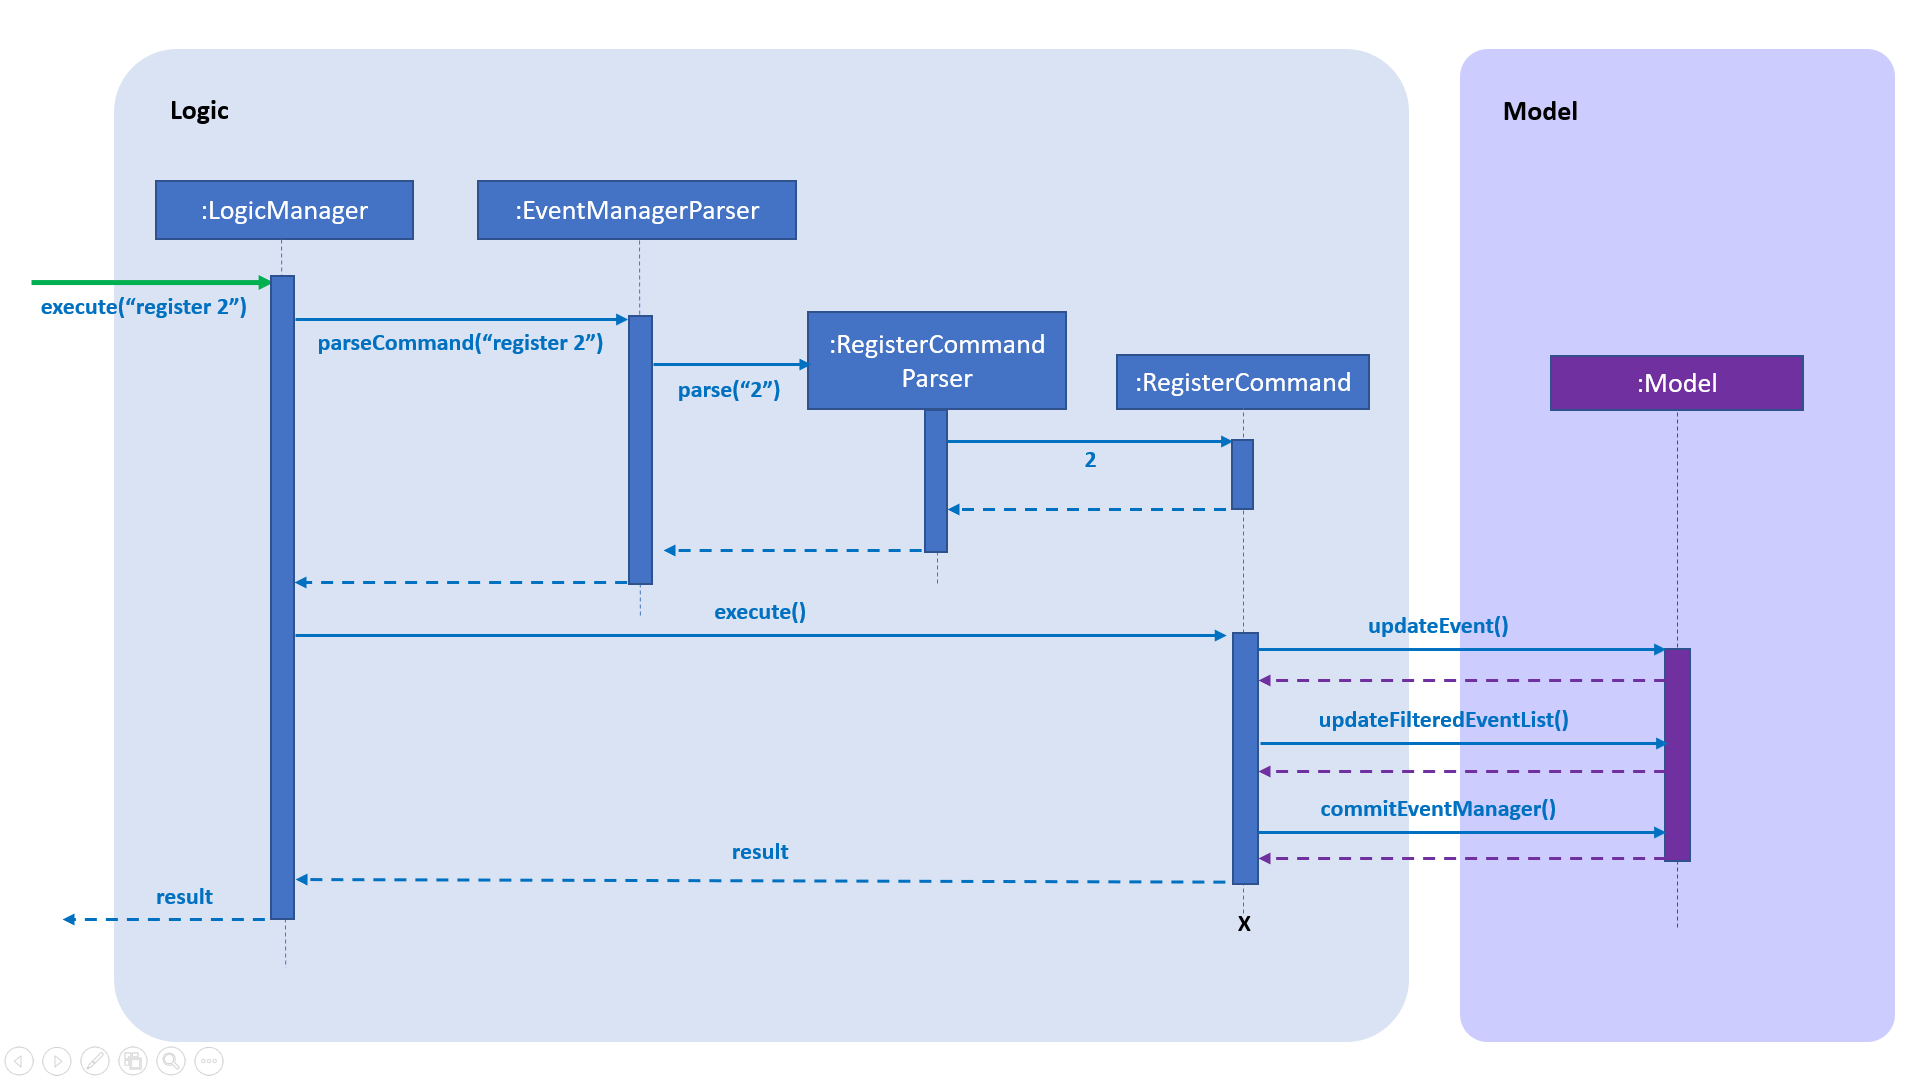 Logic
Model
:LogicManager
:EventManagerParser
execute(“register 2”)
parseCommand(“register 2”)
:RegisterCommand
Parser
:RegisterCommand
:Model
parse(“2”)
2
execute()
updateEvent()
updateFilteredEventList()
commitEventManager()
result
result
X